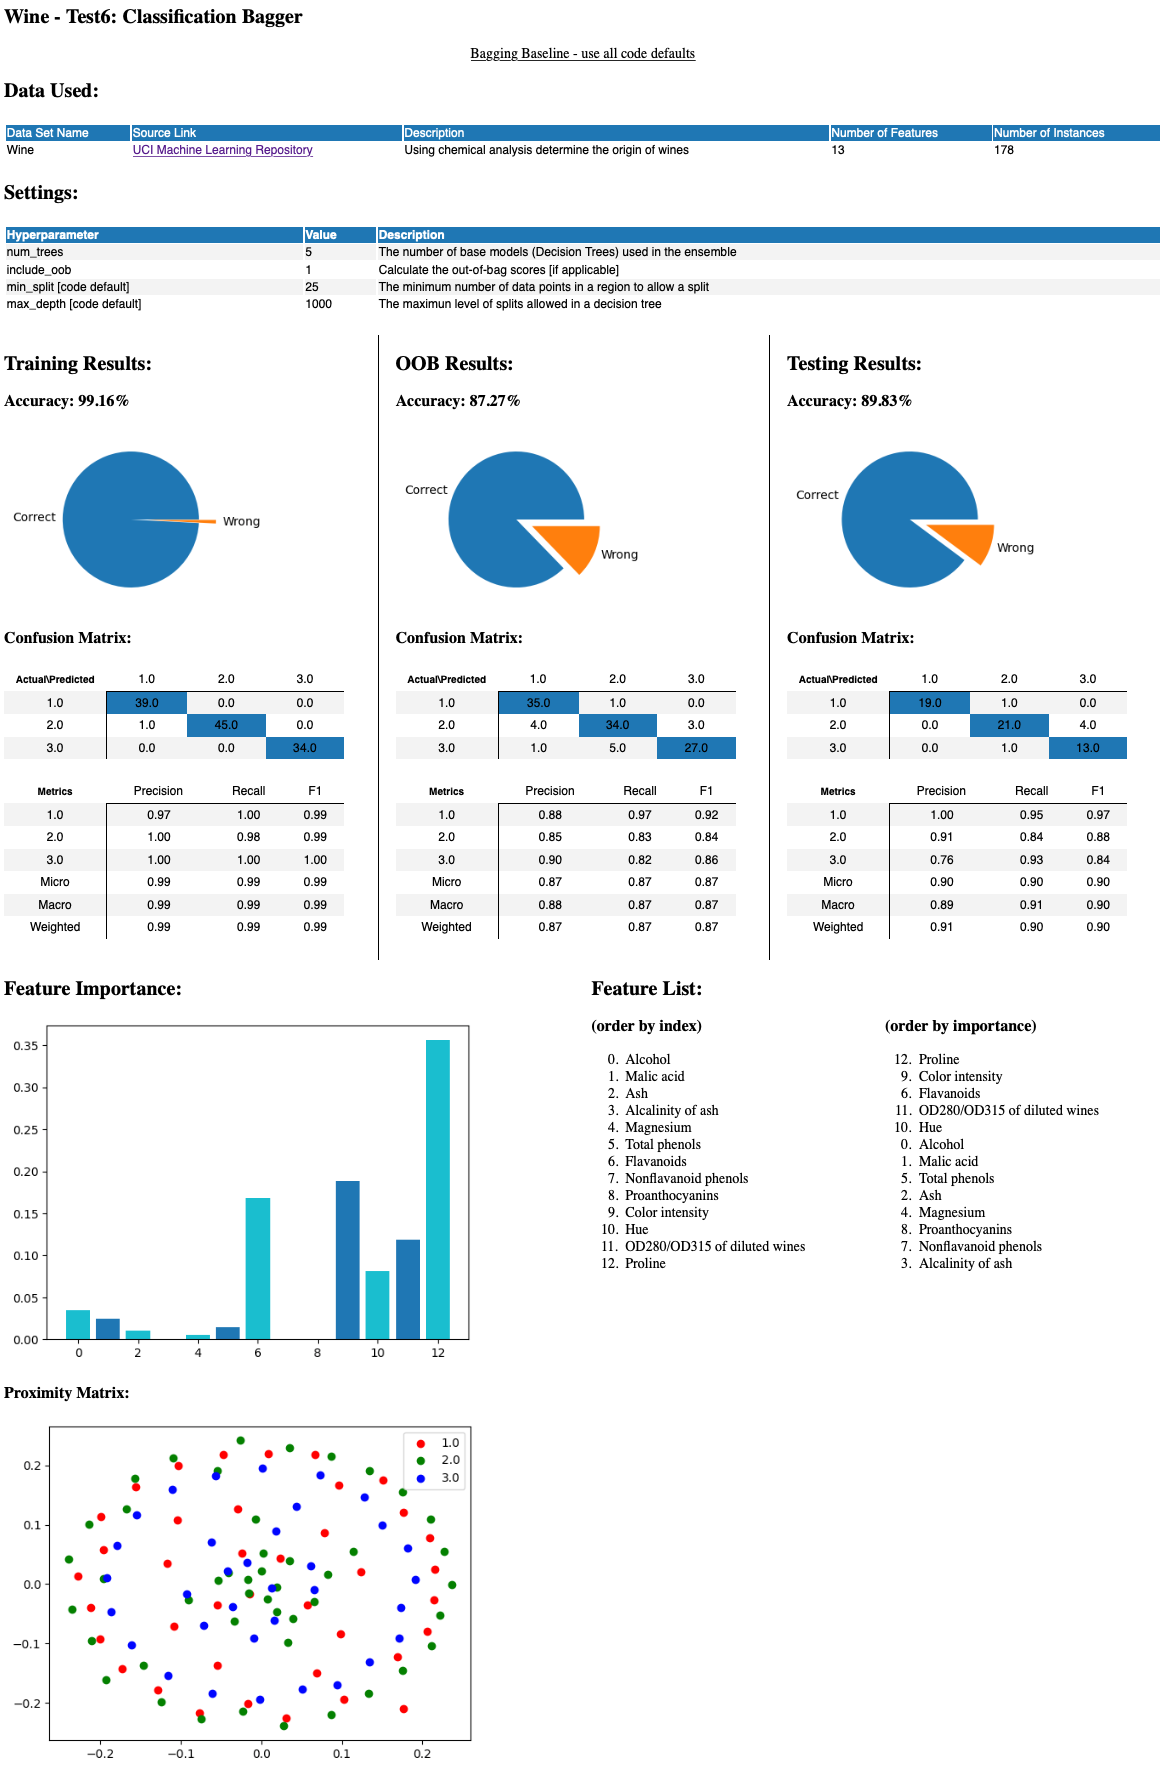 Wine - Test6: Classification Bagger
Bagging Baseline - use all code defaults
Data Used:
Data Set Name Source Link Description Number of Features Number of Instances
Wine UCI Machine Learning Repository Using chemical analysis determine the origin of wines 13 178
Settings:
Hyperparameter Value Description
num_trees 5 The number of base models (Decision Trees) used in the ensemble
include_oob 1 Calculate the out-of-bag scores [if applicable]
min_split [code default] 25 The minimum number of data points in a region to allow a split
max_depth [code default] 1000 The maximun level of splits allowed in a decision tree
Training Results:
Accuracy: 99.16%
Correct
Wrong
Confusion Matrix:
Actual\Predicted 1.0 2.0 3.0
1.0 39.0 0.0 0.0
2.0 1.0 45.0 0.0
3.0 0.0 0.0 34.0
Metrics Precision Recall F1
1.0 0.97 1.00 0.99
2.0 1.00 0.98 0.99
3.0 1.00 1.00 1.00
Micro 0.99 0.99 0.99
Macro 0.99 0.99 0.99
Weighted 0.99 0.99 0.99
OOB Results:
Accuracy: 87.27%
Correct
Wrong
Confusion Matrix:
Actual\Predicted 1.0 2.0 3.0
1.0 35.0 1.0 0.0
2.0 4.0 34.0 3.0
3.0 1.0 5.0 27.0
Metrics Precision Recall F1
1.0 0.88 0.97 0.92
2.0 0.85 0.83 0.84
3.0 0.90 0.82 0.86
Micro 0.87 0.87 0.87
Macro 0.88 0.87 0.87
Weighted 0.87 0.87 0.87
Testing Results:
Accuracy: 89.83%
Correct
Wrong
Confusion Matrix:
Actual\Predicted 1.0 2.0 3.0
1.0 19.0 1.0 0.0
2.0 0.0 21.0 4.0
3.0 0.0 1.0 13.0
Metrics Precision Recall F1
1.0 1.00 0.95 0.97
2.0 0.91 0.84 0.88
3.0 0.76 0.93 0.84
Micro 0.90 0.90 0.90
Macro 0.89 0.91 0.90
Weighted 0.91 0.90 0.90
Feature Importance:
0.35
0.30
0.25
0.20
0.15
0.10
0.05
0.00
0 2 4 6 8 10 12
Feature List:
(order by index)
0. Alcohol
1. Malic acid
2. Ash
3. Alcalinity of ash
4. Magnesium
5. Total phenols
6. Flavanoids
7. Nonflavanoid phenols
8. Proanthocyanins
9. Color intensity
10. Hue
11. OD280/OD315 of diluted wines
12. Proline
(order by importance)
12. Proline
9. Color intensity
6. Flavanoids
11. OD280/OD315 of diluted wines
10. Hue
0. Alcohol
1. Malic acid
5. Total phenols
2. Ash
4. Magnesium
8. Proanthocyanins
7. Nonflavanoid phenols
3. Alcalinity of ash
Proximity Matrix:
1.0
2.0
3.0
0.2
0.1
0.0
−0.1
−0.2
−0.2 −0.1 0.0 0.1 0.2